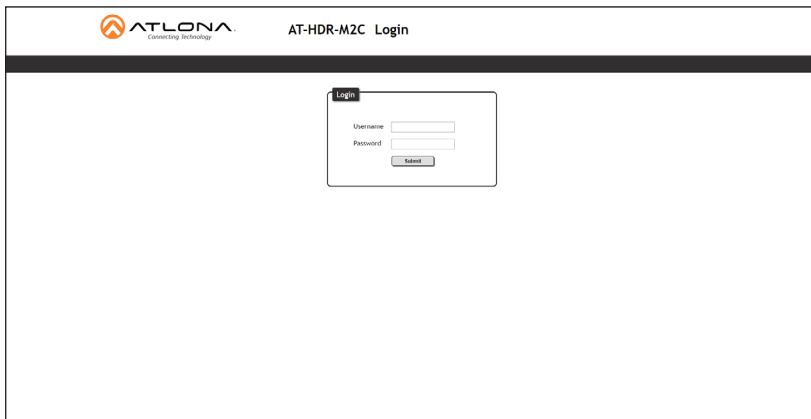 ATLONA.
Connecting Technology
AT-HDR-M2C Login
Login
Username
Password
Submit